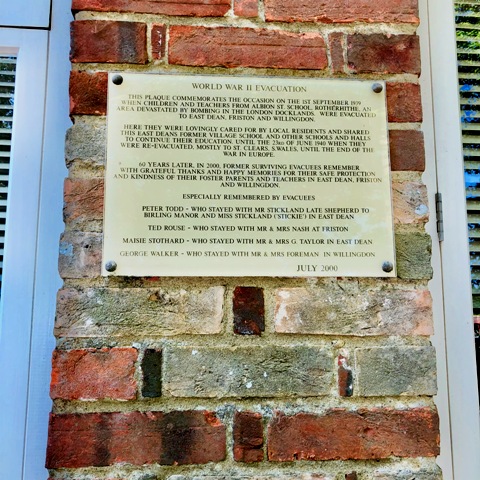 WORLD WAR II EVACUATION
THIS PLAQUE COMMEMORATES THE OCCASION ON THE 1ST SEPTEMBER 1939
WHEN CHILDREN AND TEACHERS FROM ALBION ST. SCHOOL, ROTHERHITHE, AN
AREA DEVASTATED BY BOMBING IN THE LONDON DOCKLANDS. WERE EVACUATED
TO EAST DEAN, FRISTON AND WILLINGDON.
HERE THEY WERE LOVINGLY CARED FOR BY LOCAL RESIDENTS AND SHARED
THIS EAST DEANS FORMER VILLAGE SCHOOL AND OTHER SCHOOLS AND HALLS
TO CONTINUE THEIR EDUCATION, UNTIL THE 23RD OF JUNE 1940 WHEN THEY
WERE RE-EVACUATED, MOSTLY TO ST. CLEARS, S.WALES, UNTIL THE END OF THE
WAR IN EUROPE.
60 YEARS LATER, IN 2000, FORMER SURVIVING EVACUEES REMEMBER
WITH GRATEFUL THANKS AND HAPPY MEMORIES FOR THEIR SAFE PROTECTION
AND KINDNESS OF THEIR FOSTER PARENTS AND TEACHERS IN EAST DEAN, FRISTON
AND WILLINGDON.
ESPECIALLY REMEMBERED BY EVACUEES
PETER TODD - WHO STAYED WITH MR STICKLAND LATE SHEPHERD TO
BIRLING MANOR AND MISS STICKLAND ('STICKIE') IN EAST DEAN
TED ROUSE - WHO STAYED WITH MR & MRS NASH AT FRISTON
MAISIE STOTHARD - WHO STAYED WITH MR & MRS G. TAYLOR IN EAST DEAN
GEORGE WALKER - WHO STAYED WITH MR & MRS FOREMAN IN WILLINGDON.
JULY 2000